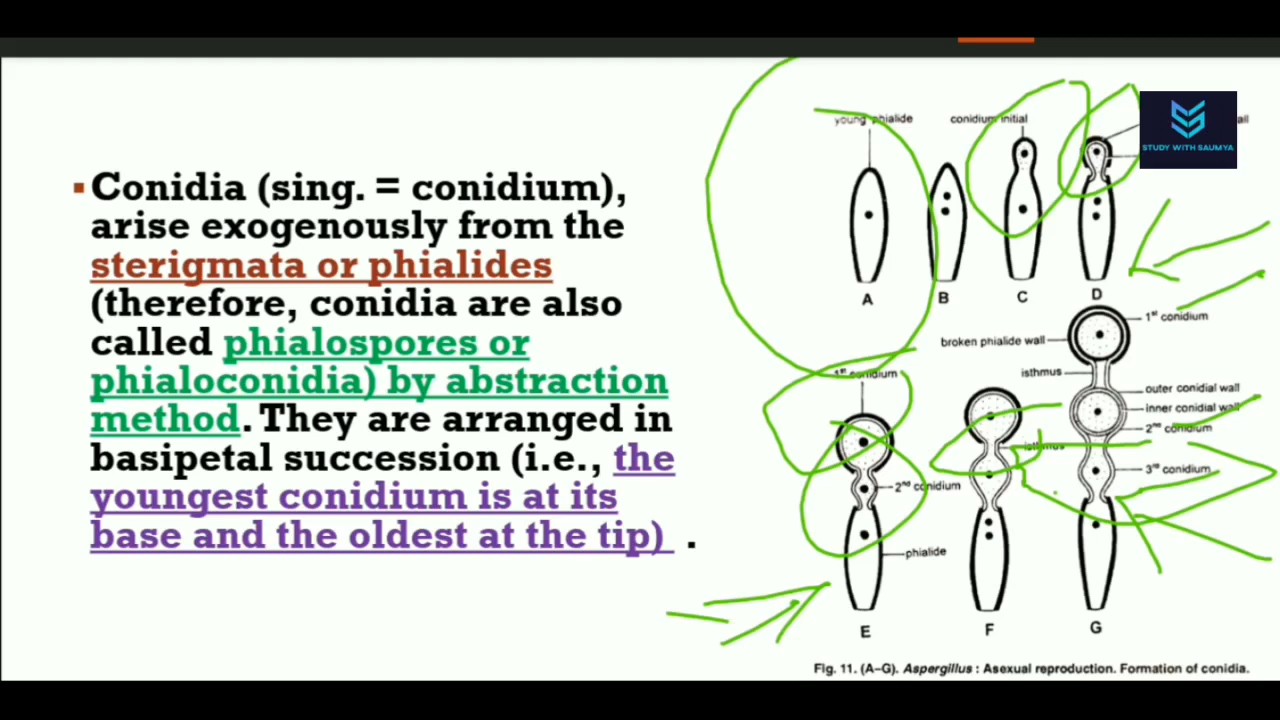 ▪Conidia (sing. = conidium),
arise exogenously from the
sterigmata or phialides
(therefore, conidia are also
called phialospores or
phialoconidia) by abstraction
method. They are arranged in
basipetal succession (i.e., the
youngest conidium is at its
base and the oldest at the tip) .
young phialide
conidium initial
STUDY WITH SAUMYA
A
B
C
D
1st conidium
broken phialide wall
isthmus
outer conidial wall
inner conidial wall
2nd conidium
3rd conidium
1st conidium
isthmus
2nd conidium
phialide
E
F
G
Fig. 11. (A–G). Aspergillus : Asexual reproduction. Formation of conidia.